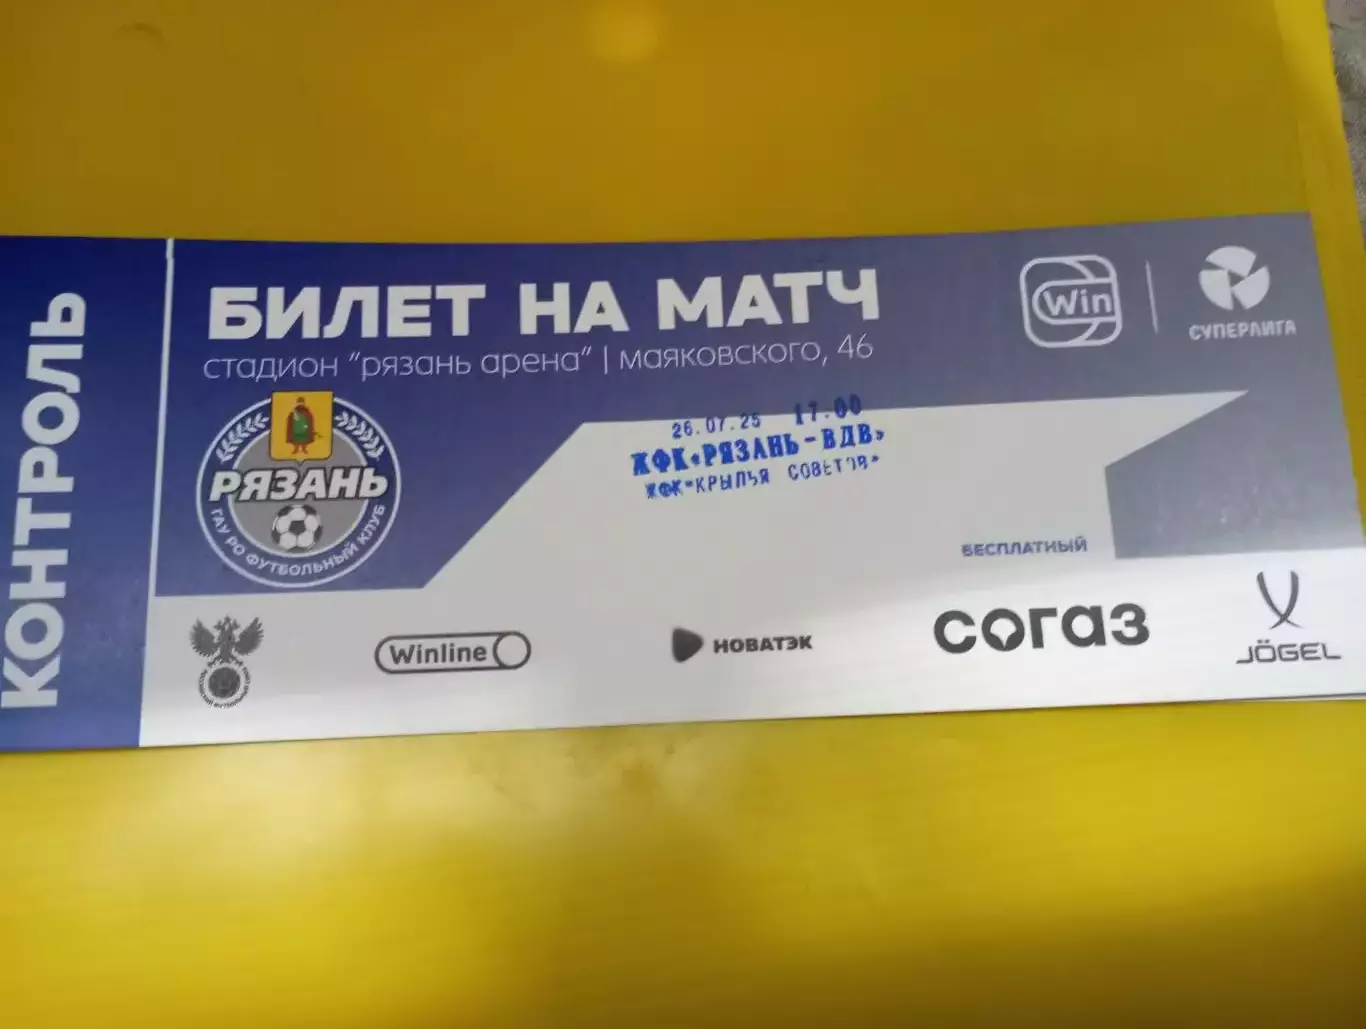 КОНТРОЛЬ
БИЛЕТ НА МАТЧ
стадион "рязань арена" | маяковского, 46
Win
СУПЕРЛИГА
26.07.25 17.00
ЖФК«РЯЗАНЬ-ВДВ»
ЖФК"КРЫЛЬЯ СОВЕТОВ"
РЯЗАНЬ
ГАУ РО ФУТБОЛЬНЫЙ КЛУБ
БЕСПЛАТНЫЙ
Winline
НОВАТЭК
СОГАЗ
JÖGEL